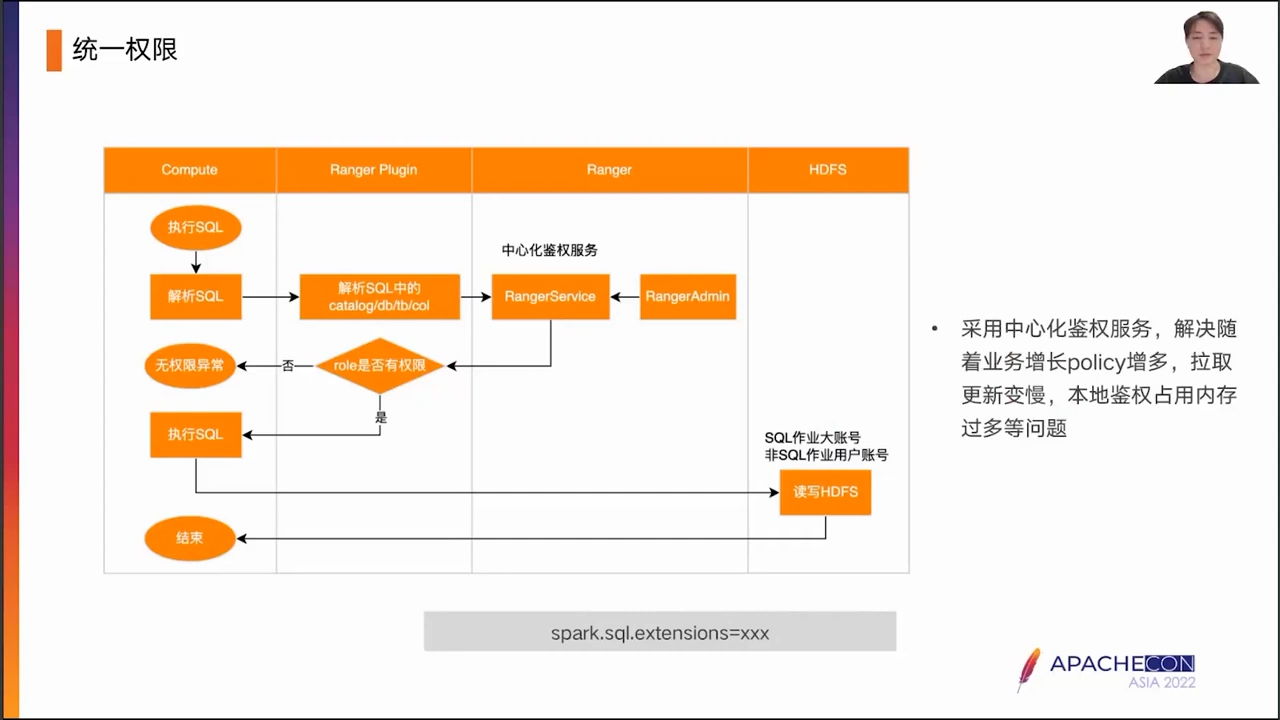 统一权限
Compute
Ranger Plugin
Ranger
HDFS
执行SQL
中心化鉴权服务
解析SQL
解析SQL中的
catalog/db/tb/col
RangerService
RangerAdmin
无权限异常
否
role是否有权限
是
执行SQL
SQL作业大账号
非SQL作业用户账号
读写HDFS
结束
• 采用中心化鉴权服务，解决随
着业务增长policy增多，拉取
更新变慢，本地鉴权占用内存
过多等问题
spark.sql.extensions=xxx
APACHECON
ASIA 2022